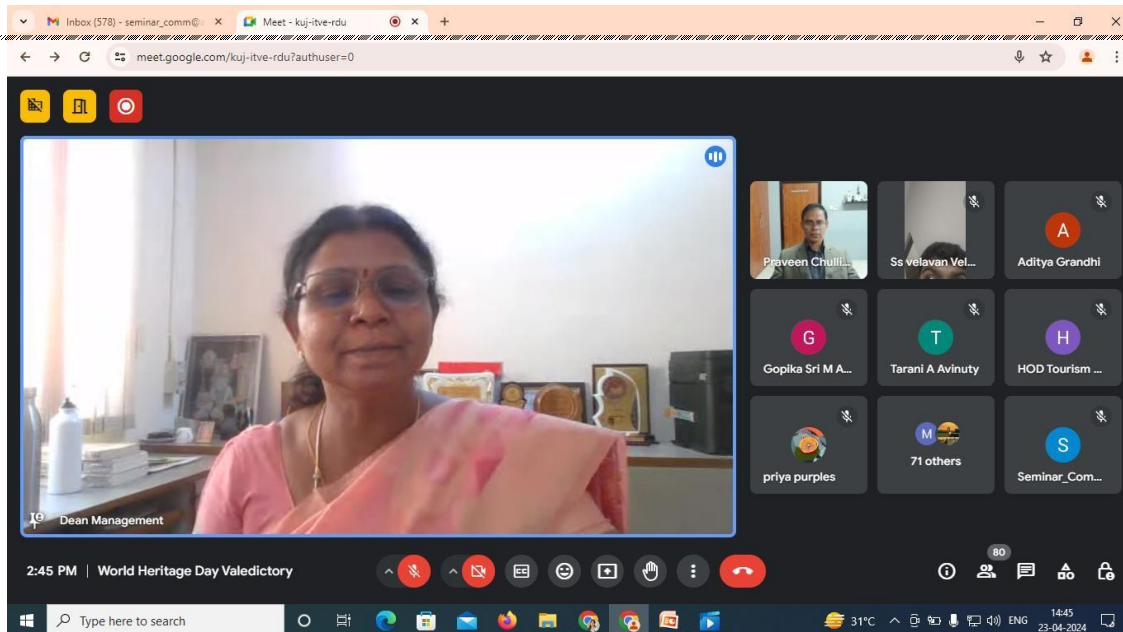 Inbox (578) - seminar_comm@
Meet - kuj-itve-rdu
meet.google.com/kuj-itve-rdu?authuser=0
Praveen Chulli...
Ss velavan Vel...
A
Aditya Grandhi
G
Gopika Sri M A...
T
Tarani A Avinuty
H
HOD Tourism ...
priya purples
M
71 others
S
Seminar_Com...
Dean Management
80
2:45 PM | World Heritage Day Valedictory
CC
Type here to search
31°C
ENG
14:45
23-04-2024